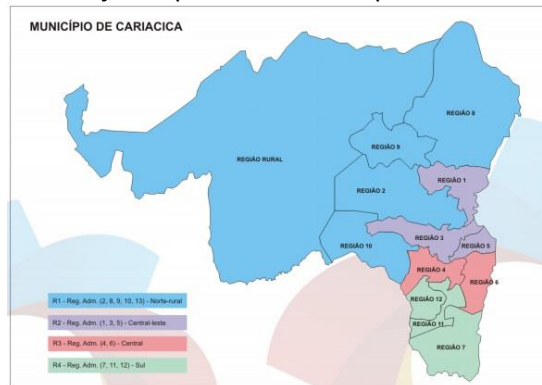 MUNICÍPIO DE CARIACICA
REGIÃO 8
REGIÃO 9
REGIÃO RURAL
REGIÃO 1
REGIÃO 2
REGIÃO 3
REGIÃO 5
REGIÃO 10
REGIÃO 4
REGIÃO 6
REGIÃO 12
REGIÃO 11
REGIÃO 7
R1 - Reg. Adm. (2, 8, 9, 10, 13) - Norte-rural
R2 - Reg. Adm. (1, 3, 5) - Central-leste
R3 - Reg. Adm. (4, 6) - Central
R4 - Reg. Adm. (7, 11, 12) - Sul